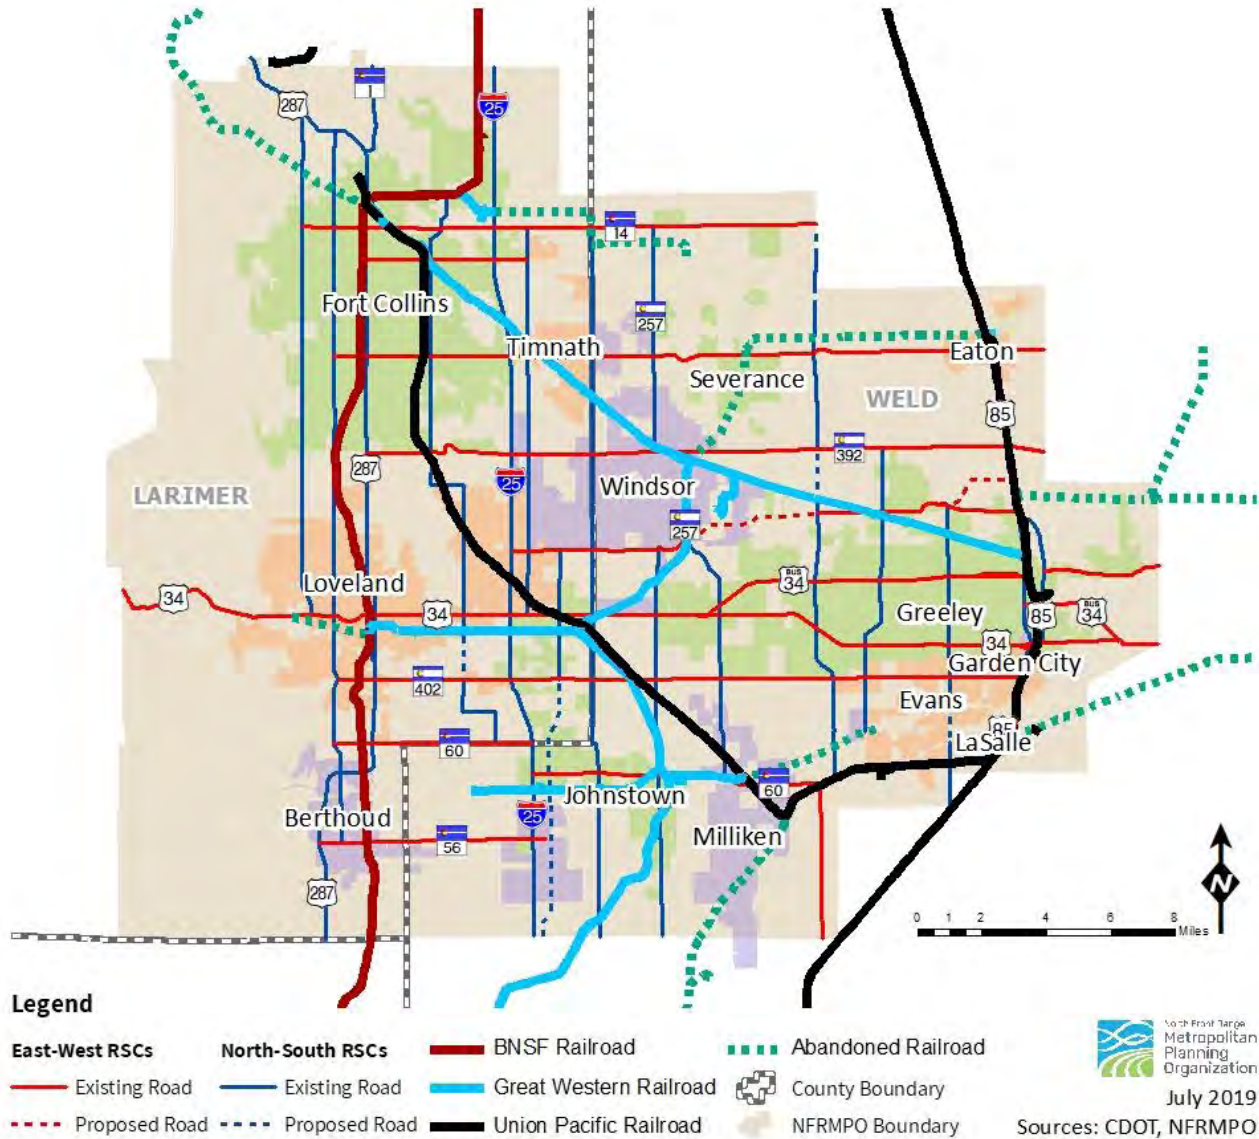 287
1
25
14
Fort Collins
257
Timnath
Severance
Eaton
WELD
85
392
287
25
LARIMER
Windsor
257
34
Loveland
34
BUS
34
Greeley
85
BUS
34
34
Garden City
402
Evans
85
LaSalle
60
60
Johnstown
25
Berthoud
Milliken
56
287
N
0 1 2 4 6 8
Miles
Legend
East-West RSCs
North-South RSCs
BNSF Railroad
Abandoned Railroad
Existing Road
Existing Road
Great Western Railroad
County Boundary
Proposed Road
Proposed Road
Union Pacific Railroad
NFRMPO Boundary
North Front Range
Metropolitan
Planning
Organization
July 2019
Sources: CDOT, NFRMPO